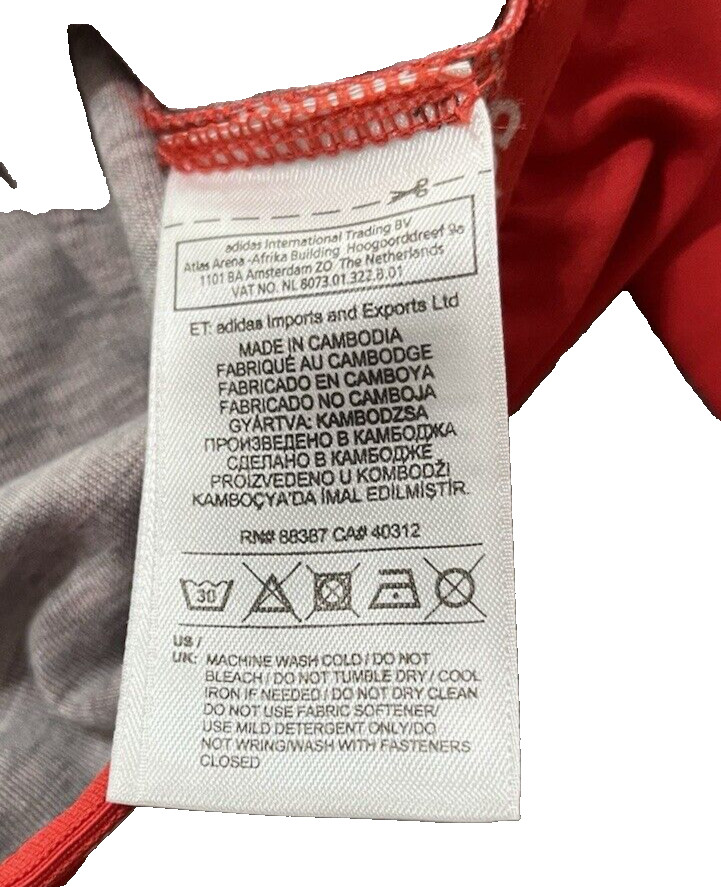 adidas International Trading BV
Atlas Arena -Afrika Building Hoogoorddreef 9a
1101 BA Amsterdam ZO The Netherlands
VAT NO. NL 8073.01.322.B.01
ET: adidas Imports and Exports Ltd
MADE IN CAMBODIA
FABRIQUÉ AU CAMBODGE
FABRICADO EN CAMBOYA
FABRICADO NO CAMBOJA
GYÁRTVA: KAMBODZSA
ПРОИЗВЕДЕНО В КАМБОДЖА
СДЕЛАНО В КАМБОДЖЕ
PROIZVEDENO U KOMBODŽI
KAMBOÇYA'DA İMAL EDİLMİSTİR.
RN# 88387 CA# 40312
30
US /
UK: MACHINE WASH COLD / DO NOT
BLEACH / DO NOT TUMBLE DRY / COOL
IRON IF NEEDED / DO NOT DRY CLEAN
DO NOT USE FABRIC SOFTENER/
USE MILD DETERGENT ONLY/DO
NOT WRING/WASH WITH FASTENERS
CLOSED